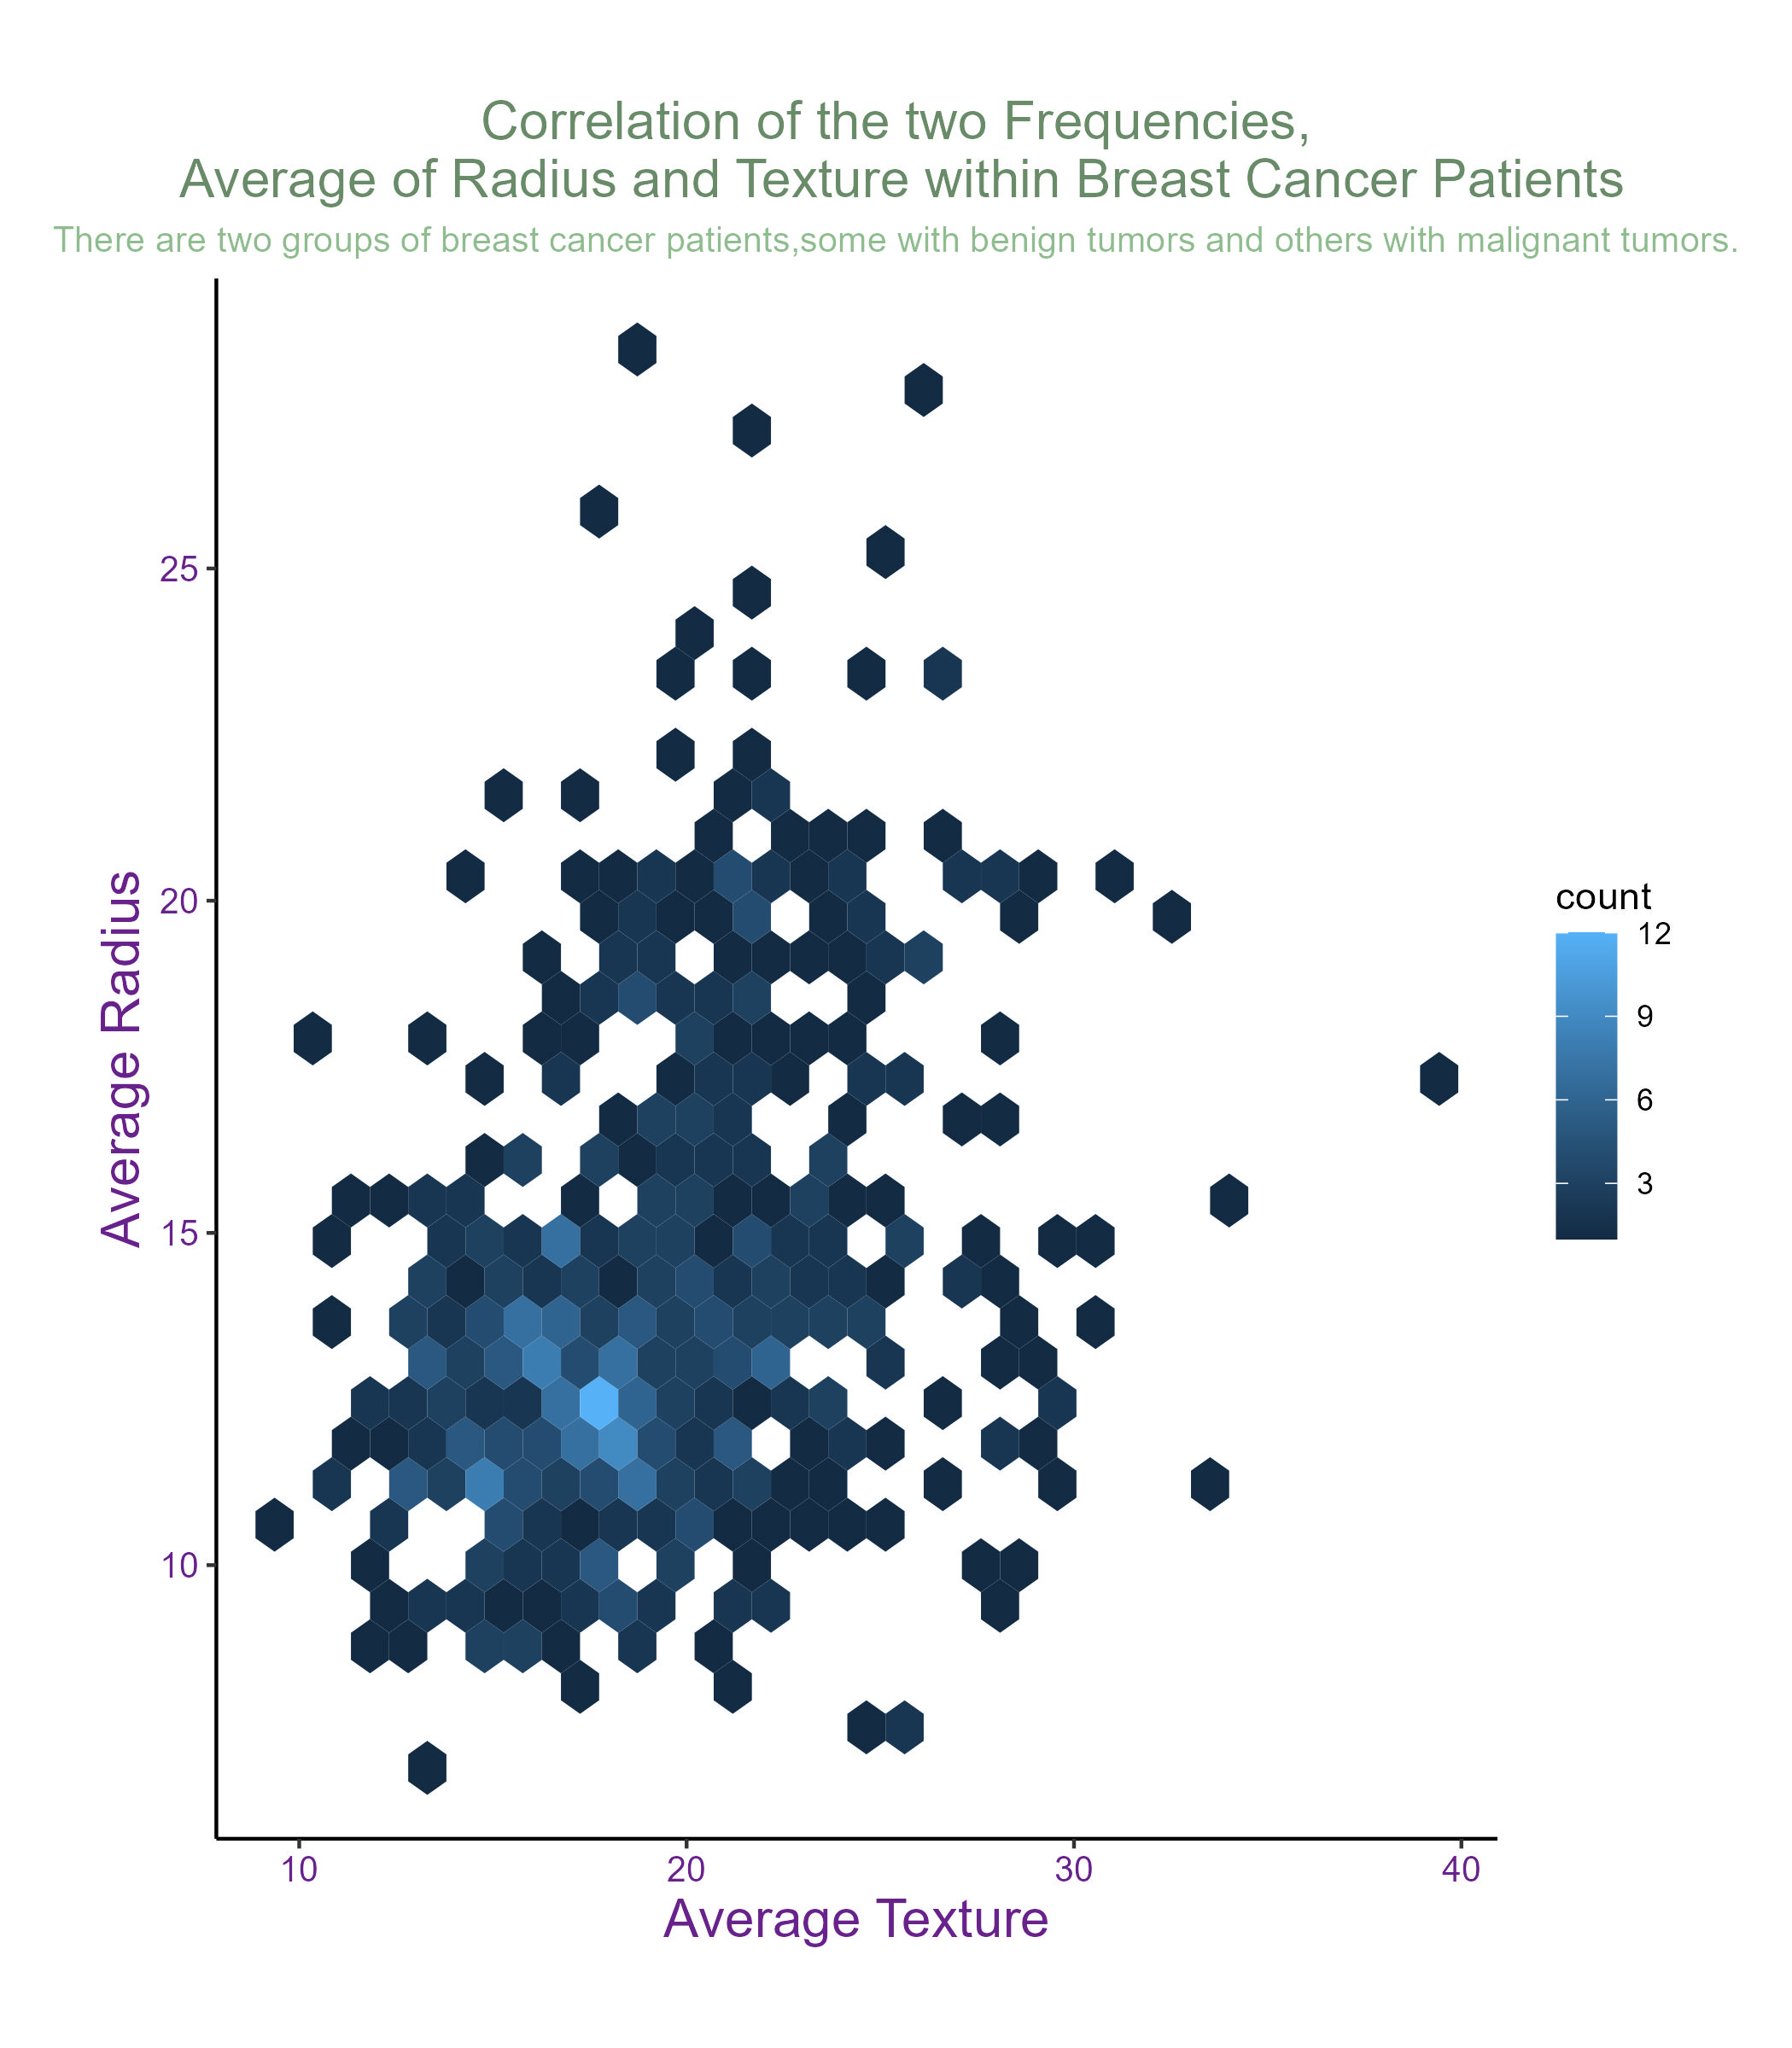 Correlation of the two Frequencies,
Average of Radius and Texture within Breast Cancer Patients
There are two groups of breast cancer patients,some with benign tumors and others with malignant tumors.
Average Radius
25
20
15
10
10 20 30 40
Average Texture
count
12
9
6
3